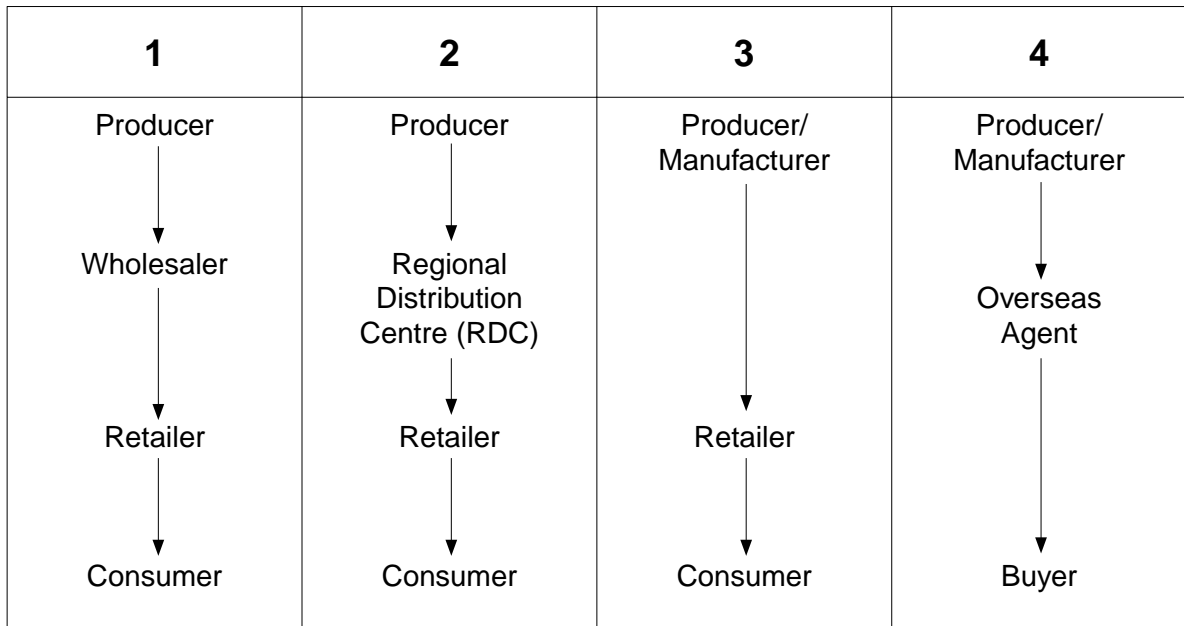 1
2
3
4
Producer
Wholesaler
Retailer
Consumer
Producer
Regional
Distribution
Centre (RDC)
Retailer
Consumer
Producer/
Manufacturer
Retailer
Consumer
Producer/
Manufacturer
Overseas
Agent
Buyer